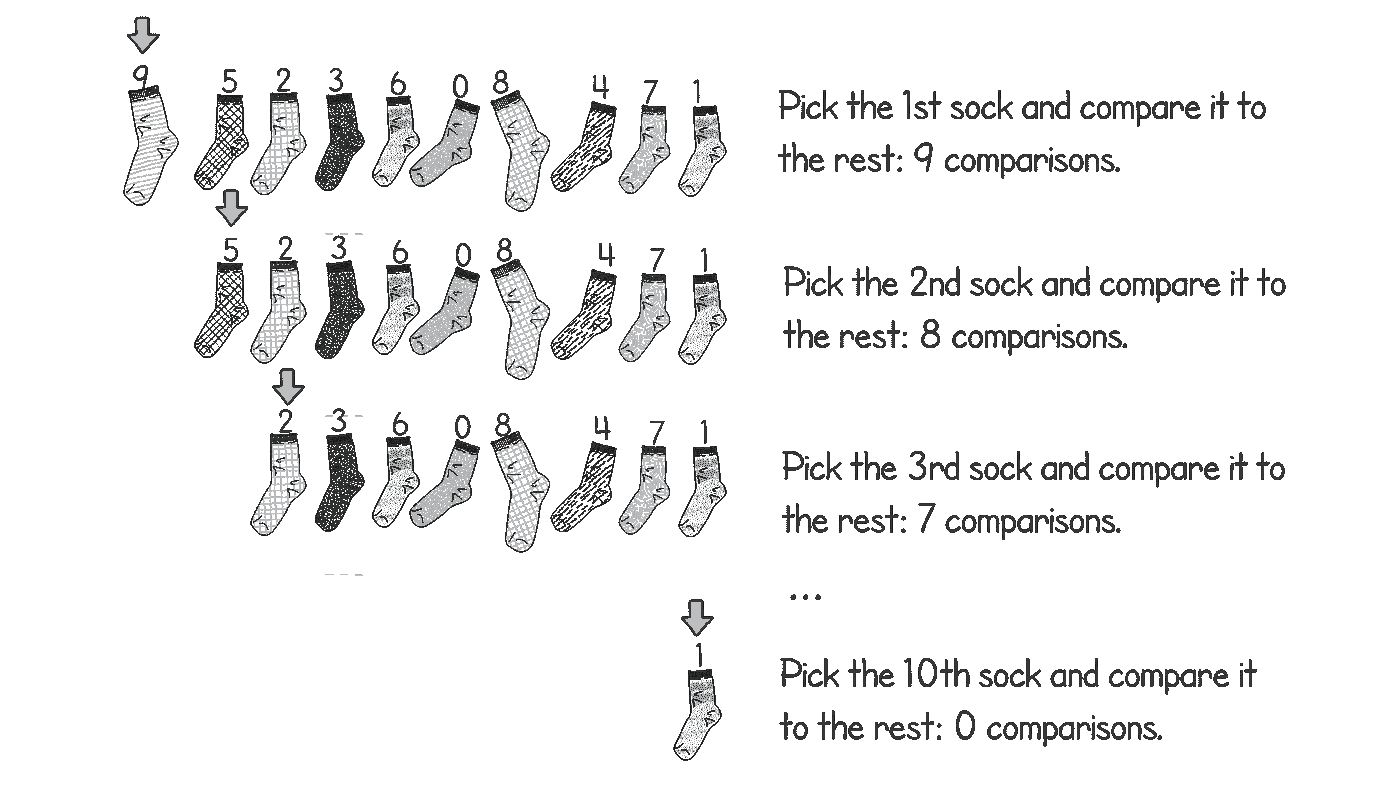 9 5 2 3 6 0 8 4 7 1
Pick the 1st sock and compare it to
the rest: 9 comparisons.
5 2 3 6 0 8 4 7 1
Pick the 2nd sock and compare it to
the rest: 8 comparisons.
2 3 6 0 8 4 7 1
Pick the 3rd sock and compare it to
the rest: 7 comparisons.
...
1
Pick the 10th sock and compare it
to the rest: 0 comparisons.